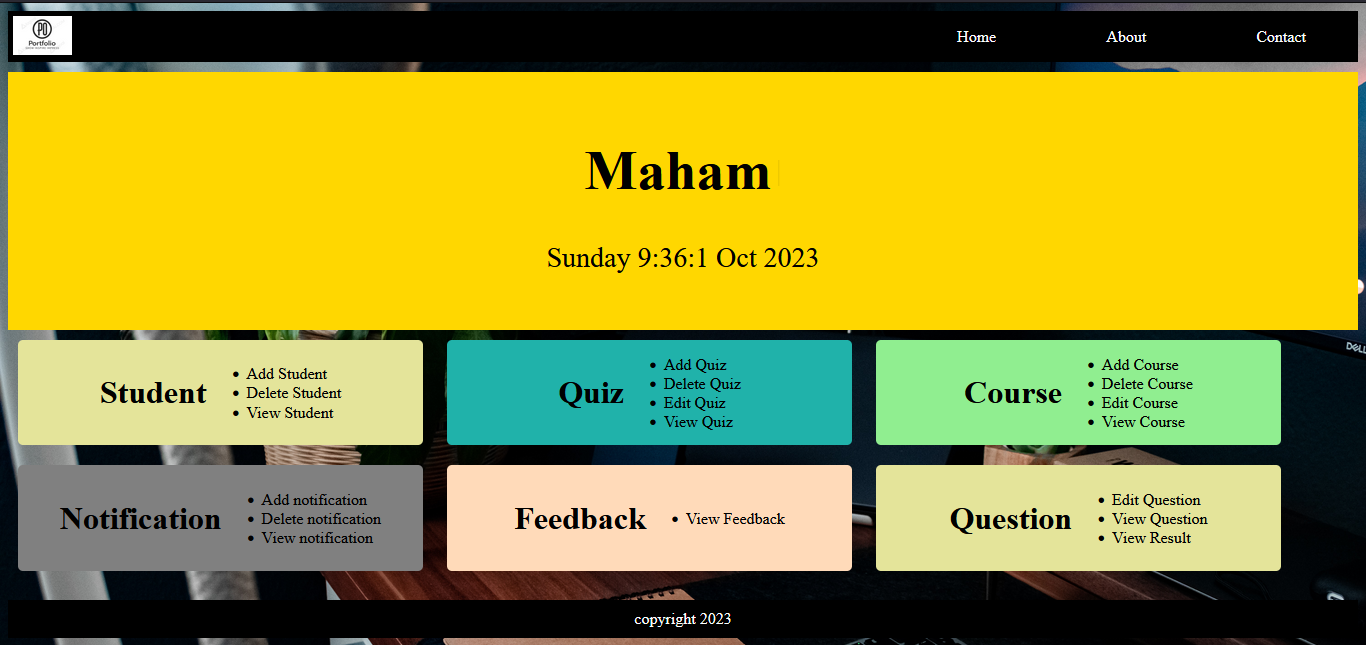 PO
Portfolio
Home
About
Contact
Maham
Sunday 9:36:1 Oct 2023
Student
Add Student
Delete Student
View Student
Quiz
Add Quiz
Delete Quiz
Edit Quiz
View Quiz
Course
Add Course
Delete Course
Edit Course
View Course
Notification
Add notification
Delete notification
View notification
Feedback
View Feedback
Question
Edit Question
View Question
View Result
DELL
copyright 2023